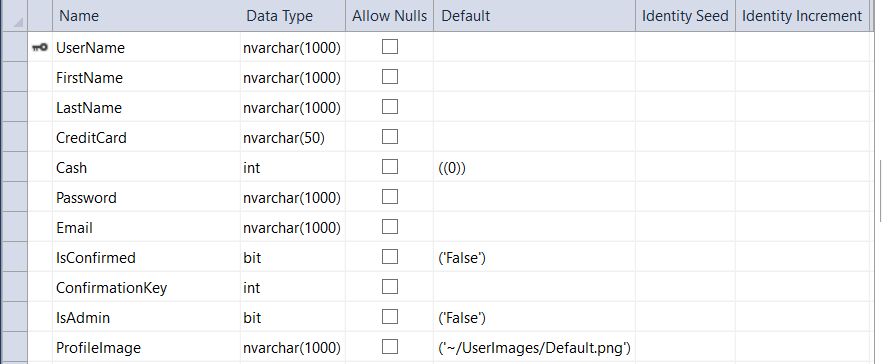 Name Data Type Allow Nulls Default Identity Seed Identity Increment
UserName nvarchar(1000)
FirstName nvarchar(1000)
LastName nvarchar(1000)
CreditCard nvarchar(50)
Cash int ((0))
Password nvarchar(1000)
Email nvarchar(1000)
IsConfirmed bit ('False')
ConfirmationKey int
IsAdmin bit ('False')
ProfileImage nvarchar(1000) ('~/UserImages/Default.png')